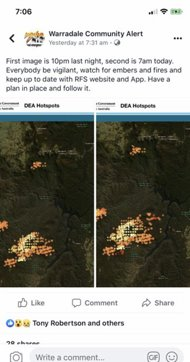 7:06
Warradale Community Alert
Yesterday at 7:31 am
First image is 10pm last night, second is 7am today.
Everybody be vigilant, watch for embers and fires and
keep up to date with RFS website and App. Have a
plan in place and follow it.
DEA Hotspots
DEA Hotspots
Like
Comment
Share
Tony Robertson and others
28 shares
Write a comment...
GIF